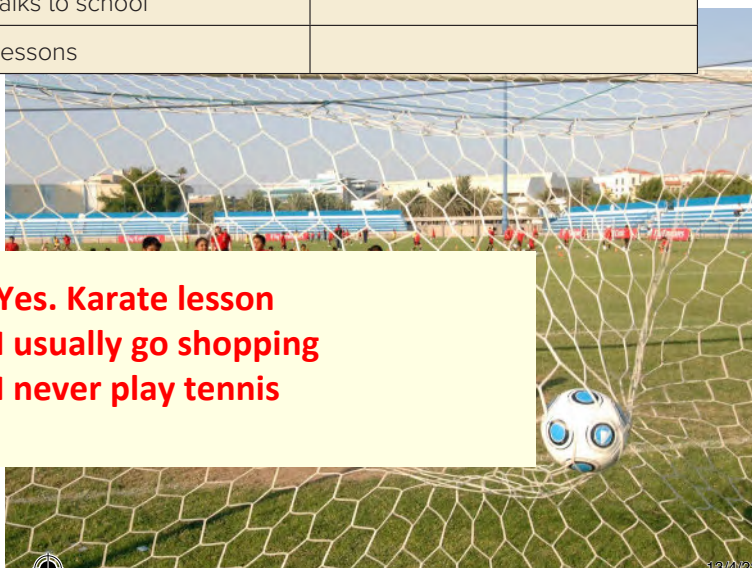 alks to school
essons
Yes. Karate lesson
I usually go shopping
I never play tennis